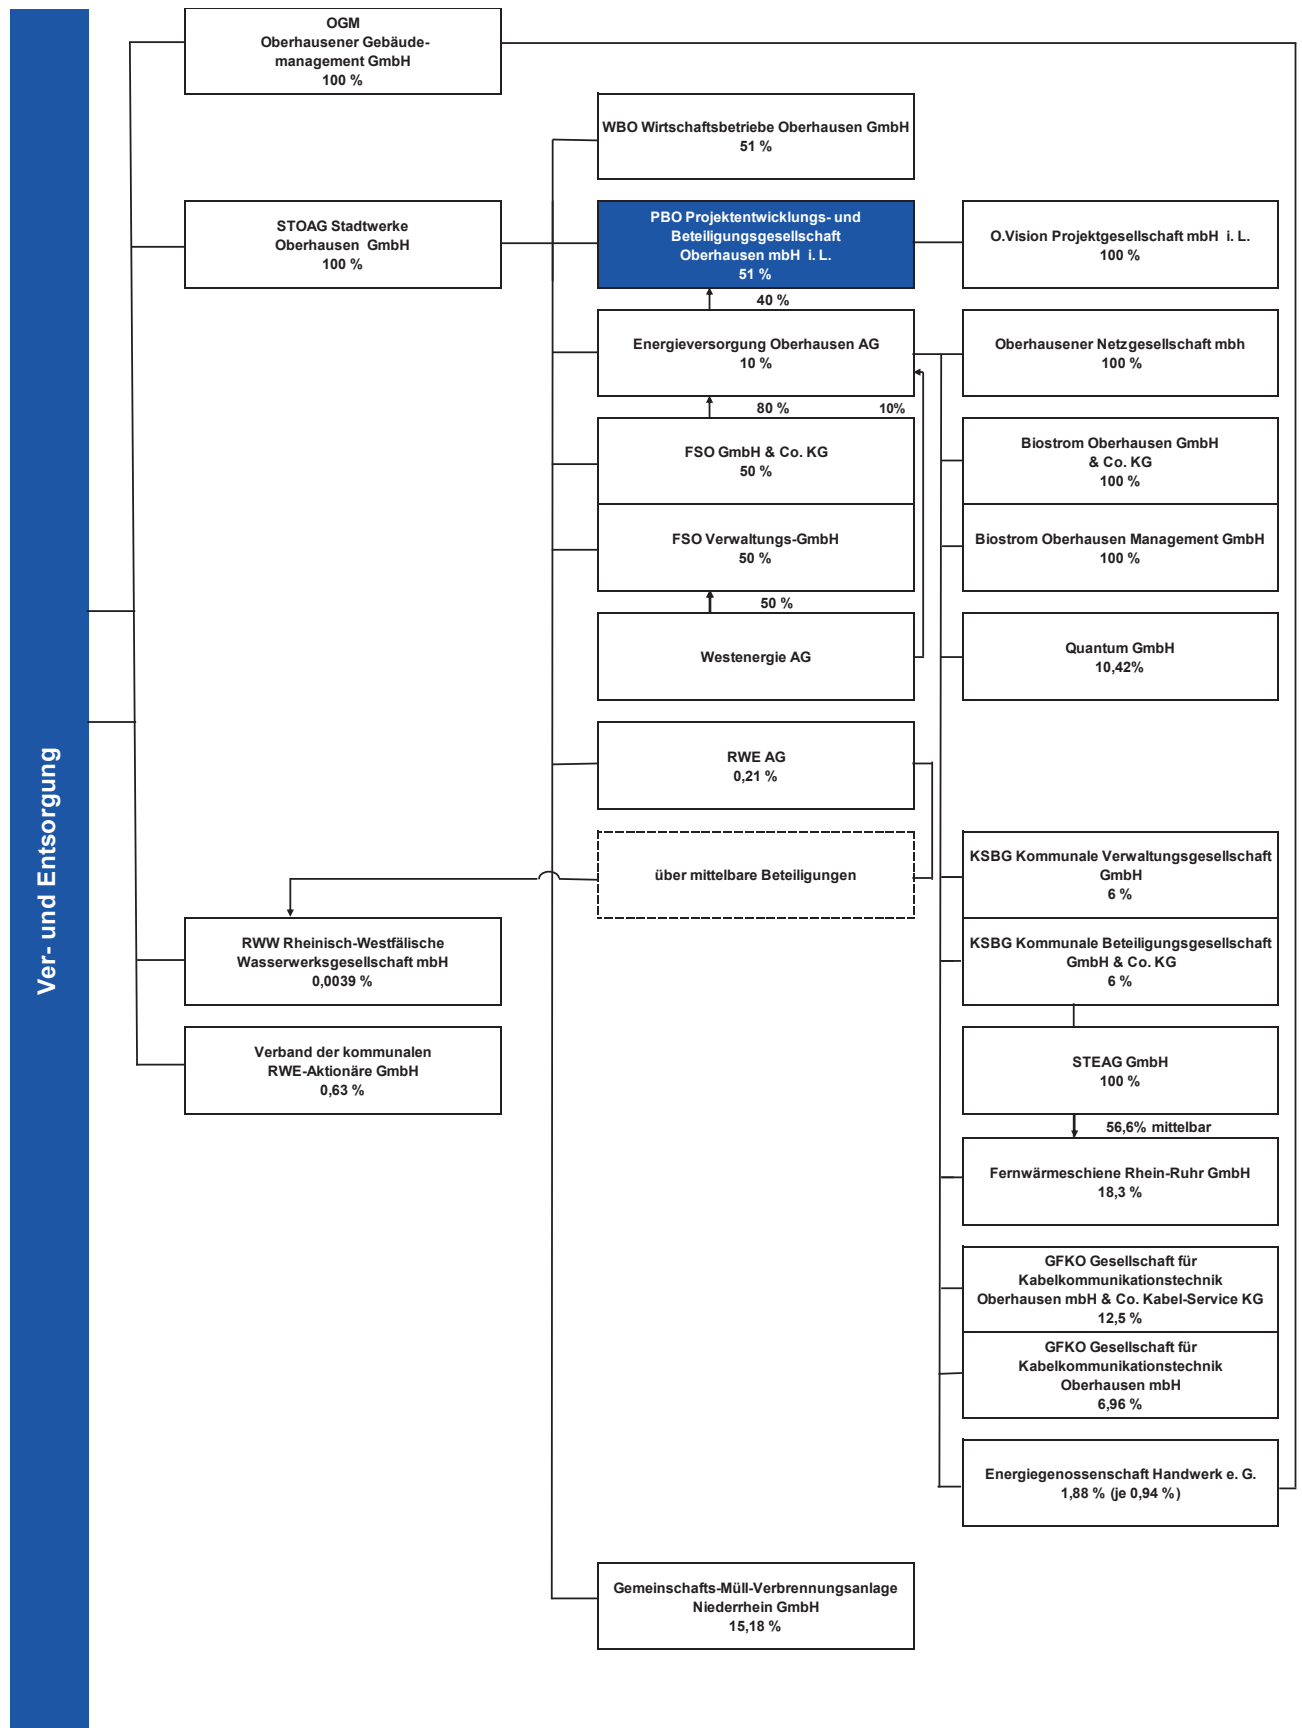 Ver- und Entsorgung
OGM
Oberhausener Gebäude-
management GmbH
100 %
WBO Wirtschaftsbetriebe Oberhausen GmbH
51 %
STOAG Stadtwerke
Oberhausen GmbH
100 %
PBO Projektentwicklungs- und
Beteiligungsgesellschaft
Oberhausen mbH i. L.
51 %
O.Vision Projektgesellschaft mbH i. L.
100 %
40 %
Energieversorgung Oberhausen AG
10 %
Oberhausener Netzgesellschaft mbh
100 %
80 %
10%
FSO GmbH & Co. KG
50 %
Biostrom Oberhausen GmbH
& Co. KG
100 %
FSO Verwaltungs-GmbH
50 %
Biostrom Oberhausen Management GmbH
100 %
50 %
Westenergie AG
Quantum GmbH
10,42%
RWE AG
0,21 %
über mittelbare Beteiligungen
KSBG Kommunale Verwaltungsgesellschaft
GmbH
6 %
RWW Rheinisch-Westfälische
Wasserwerksgesellschaft mbH
0,0039 %
KSBG Kommunale Beteiligungsgesellschaft
GmbH & Co. KG
6 %
Verband der kommunalen
RWE-Aktionäre GmbH
0,63 %
STEAG GmbH
100 %
56,6% mittelbar
Fernwärmeschiene Rhein-Ruhr GmbH
18,3 %
GFKO Gesellschaft für
Kabelkommunikationstechnik
Oberhausen mbH & Co. Kabel-Service KG
12,5 %
GFKO Gesellschaft für
Kabelkommunikationstechnik
Oberhausen mbH
6,96 %
Energiegenossenschaft Handwerk e. G.
1,88 % (je 0,94 %)
Gemeinschafts-Müll-Verbrennungsanlage
Niederrhein GmbH
15,18 %